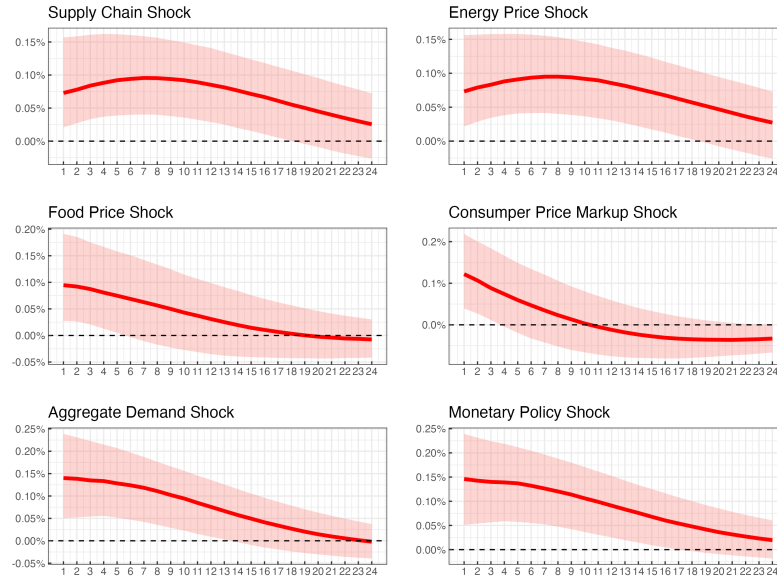 Supply Chain Shock
0.15%
0.10%
0.05%
0.00%
1 2 3 4 5 6 7 8 9 10 11 12 13 14 15 16 17 18 19 20 21 22 23 24
Energy Price Shock
0.15%
0.10%
0.05%
0.00%
1 2 3 4 5 6 7 8 9 10 11 12 13 14 15 16 17 18 19 20 21 22 23 24
Food Price Shock
0.20%
0.15%
0.10%
0.05%
0.00%
-0.05%
1 2 3 4 5 6 7 8 9 10 11 12 13 14 15 16 17 18 19 20 21 22 23 24
Consumper Price Markup Shock
0.2%
0.1%
0.0%
1 2 3 4 5 6 7 8 9 10 11 12 13 14 15 16 17 18 19 20 21 22 23 24
Aggregate Demand Shock
0.25%
0.20%
0.15%
0.10%
0.05%
0.00%
-0.05%
1 2 3 4 5 6 7 8 9 10 11 12 13 14 15 16 17 18 19 20 21 22 23 24
Monetary Policy Shock
0.25%
0.20%
0.15%
0.10%
0.05%
0.00%
1 2 3 4 5 6 7 8 9 10 11 12 13 14 15 16 17 18 19 20 21 22 23 24